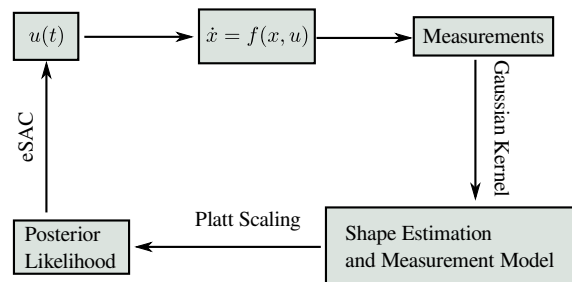 u(t)
ẋ = f(x, u)
Measurements
Gaussian Kernel
eSAC
Platt Scaling
Posterior
Likelihood
Shape Estimation
and Measurement Model